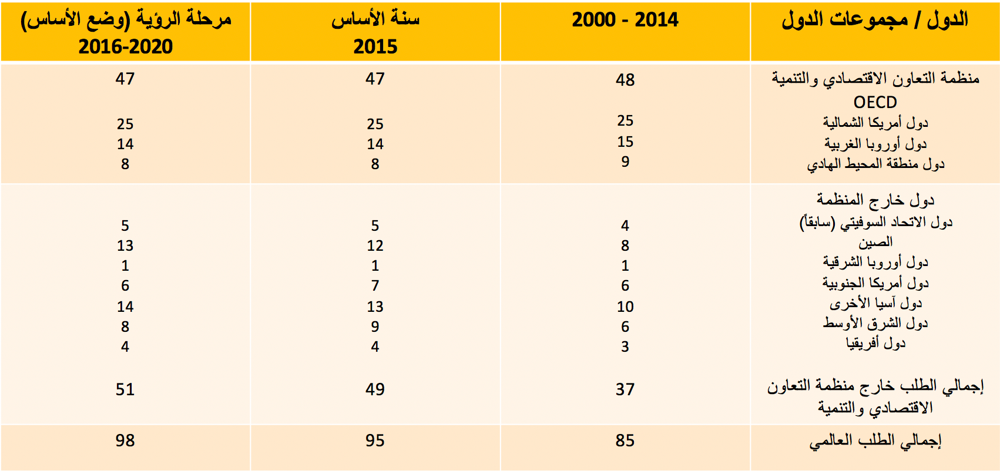 الدول / مجموعات الدول
2000 - 2014
سنة الأساس
2015
مرحلة الرؤية (وضع الأساس)
2016-2020
منظمة التعاون الاقتصادي والتنمية 48 47 47
OECD
دول أمريكا الشمالية 25 25 25
دول أوروبا الغربية 15 14 14
دول منطقة المحيط الهادي 9 8 8
دول خارج المنظمة
دول الاتحاد السوفيتي (سابقاً) 4 5 5
الصين 8 12 13
دول أوروبا الشرقية 1 1 1
دول أمريكا الجنوبية 6 7 6
دول آسيا الأخرى 10 13 14
دول الشرق الأوسط 6 9 8
دول أفريقيا 3 4 4
إجمالي الطلب خارج منظمة التعاون 37 49 51
الاقتصادي والتنمية
إجمالي الطلب العالمي 85 95 98